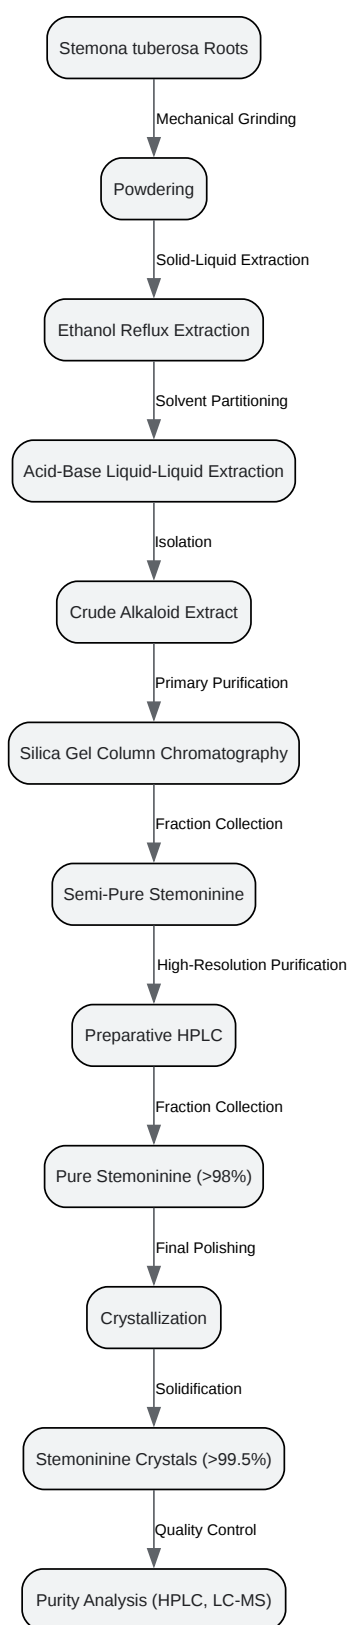 Stemona tuberosa Roots
Mechanical Grinding
Powdering
Solid-Liquid Extraction
Ethanol Reflux Extraction
Solvent Partitioning
Acid-Base Liquid-Liquid Extraction
Isolation
Crude Alkaloid Extract
Primary Purification
Silica Gel Column Chromatography
Fraction Collection
Semi-Pure Stemoninine
High-Resolution Purification
Preparative HPLC
Fraction Collection
Pure Stemoninine (>98%)
Final Polishing
Crystallization
Solidification
Stemoninine Crystals (>99.5%)
Quality Control
Purity Analysis (HPLC, LC-MS)